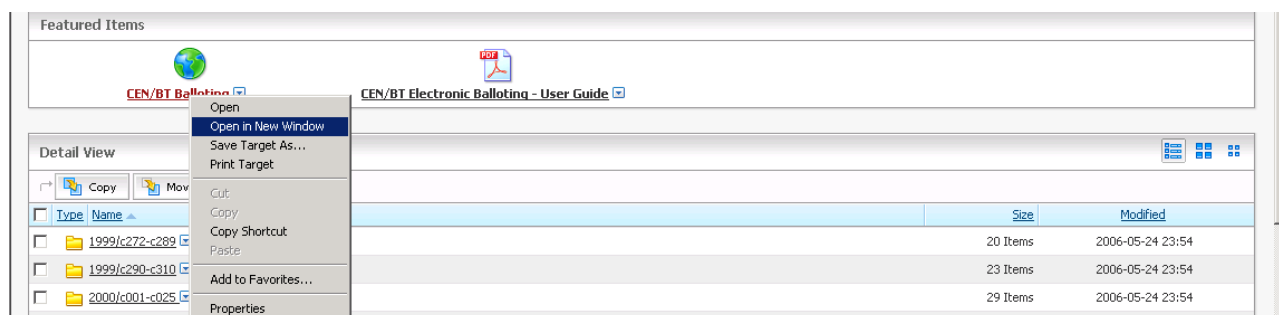 Featured Items
PDF
CEN/BT Balloting
CEN/BT Electronic Balloting - User Guide
Open
Open in New Window
Save Target As...
Print Target
Cut
Copy
Copy Shortcut
Paste
Add to Favorites...
Properties
Detail View
Copy
Mov
Type Name Size Modified
1999/c272-c289 20 Items 2006-05-24 23:54
1999/c290-c310 23 Items 2006-05-24 23:54
2000/c001-c025 29 Items 2006-05-24 23:54